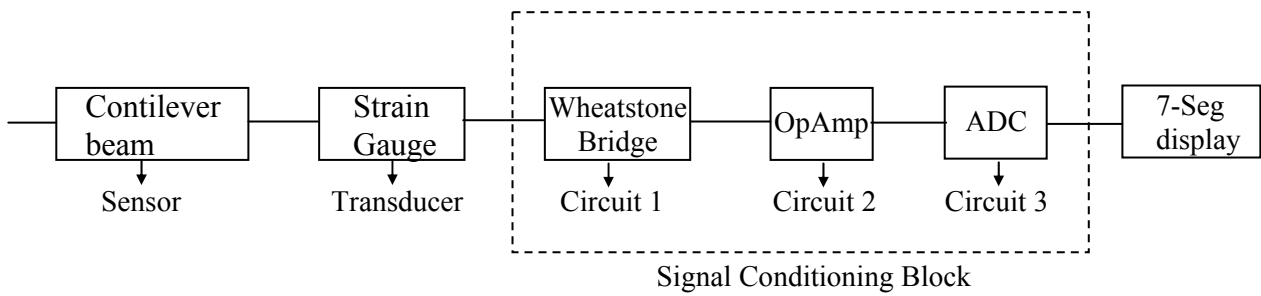 Contilever
beam
Strain
Gauge
Wheatstone
Bridge
OpAmp
ADC
7-Seg
display
Sensor
Transducer
Circuit 1
Circuit 2
Circuit 3
Signal Conditioning Block